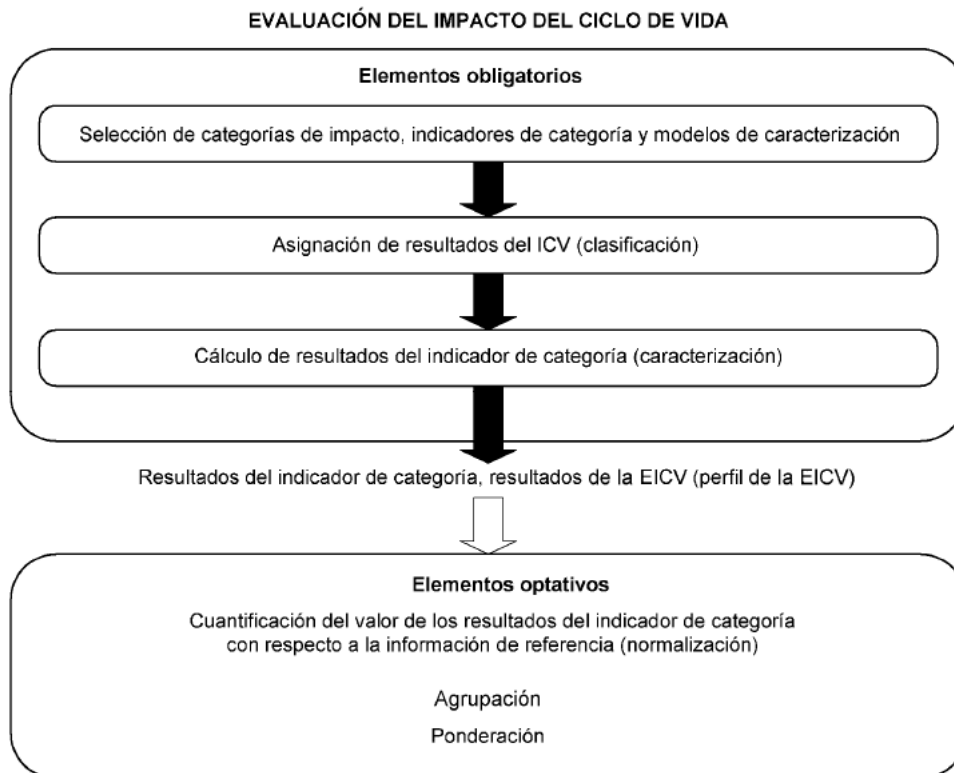 EVALUACIÓN DEL IMPACTO DEL CICLO DE VIDA
Elementos obligatorios
Selección de categorías de impacto, indicadores de categoría y modelos de caracterización
Asignación de resultados del ICV (clasificación)
Cálculo de resultados del indicador de categoría (caracterización)
Resultados del indicador de categoría, resultados de la EICV (perfil de la EICV)
Elementos optativos
Cuantificación del valor de los resultados del indicador de categoría
con respecto a la información de referencia (normalización)
Agrupación
Ponderación